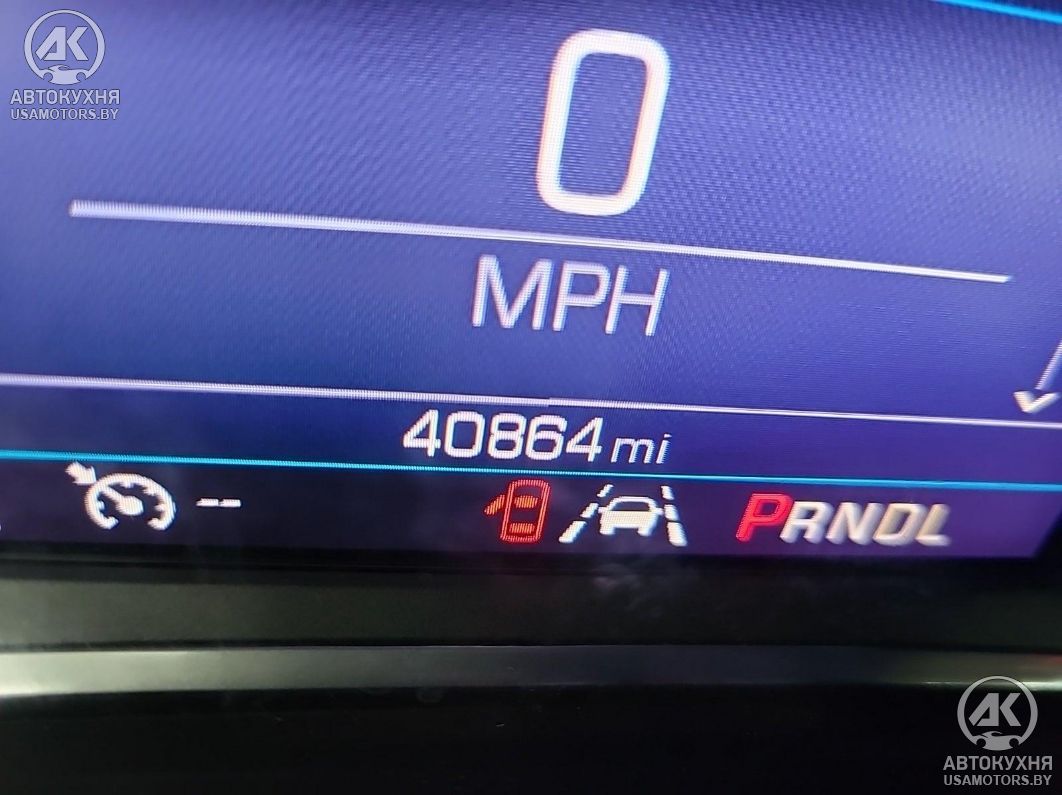 АК
АВТОКУХНЯ
USAMOTORS.BY
0
MPH
40864 mi
--
PRNDL
АК
АВТОКУХНЯ
USAMOTORS.BY